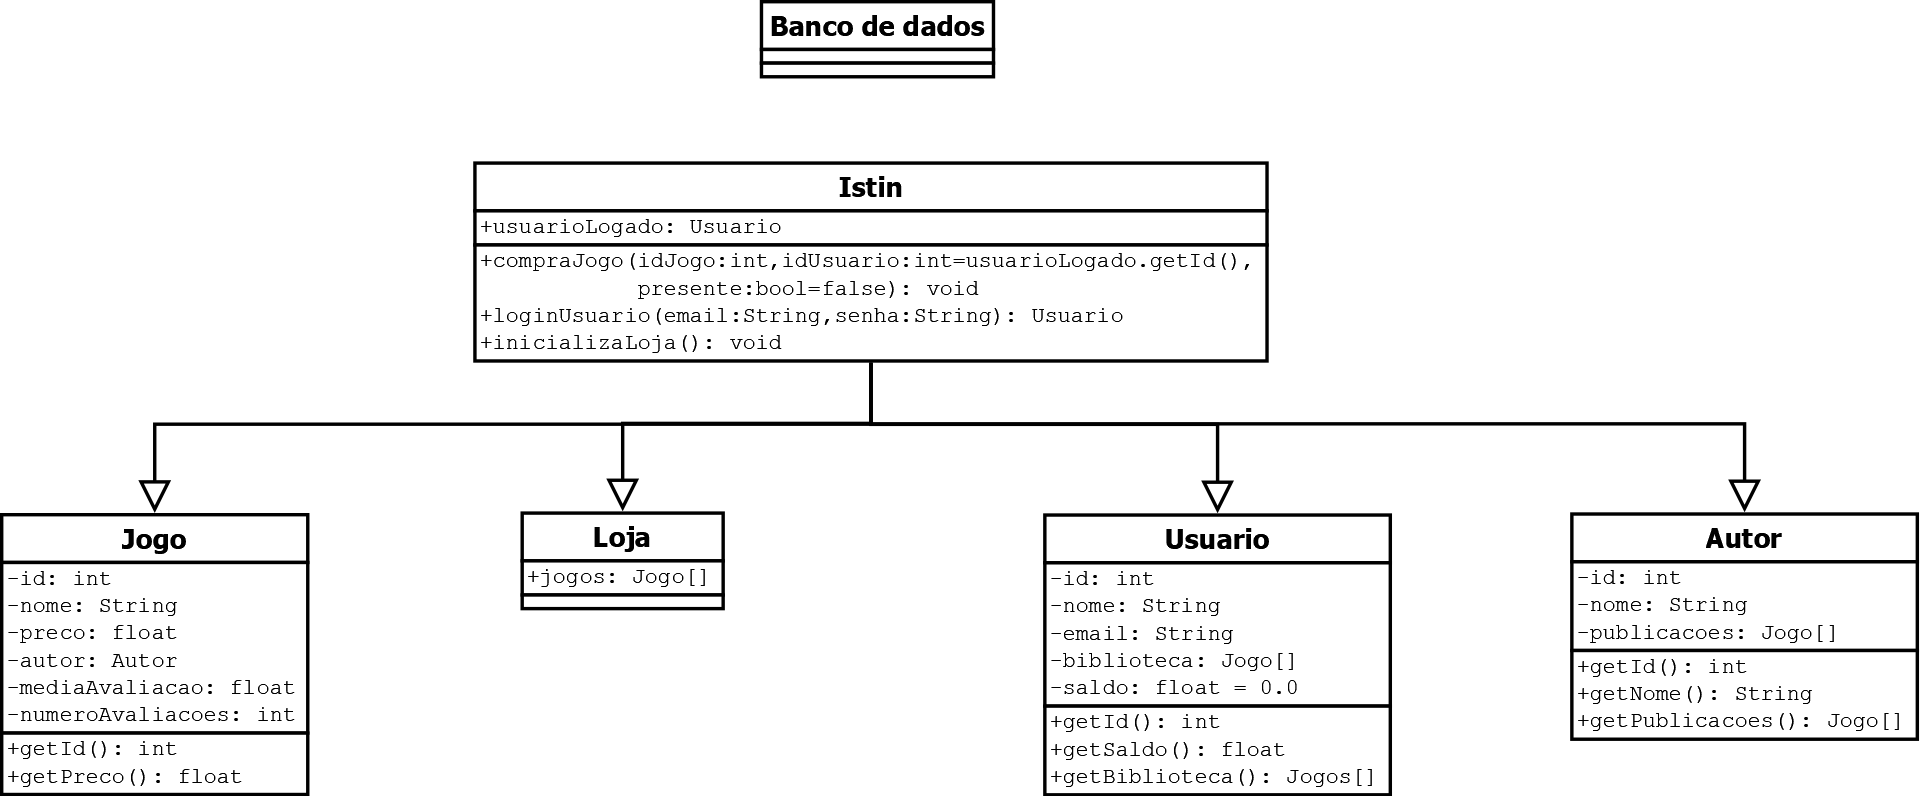 Banco de dados
Istin
+usuarioLogado: Usuario
+compraJogo(idJogo:int,idUsuario:int=usuarioLogado.getId(),
presente:bool=false): void
+loginUsuario(email:String,senha:String): Usuario
+inicializaLoja(): void
Jogo
-id: int
-nome: String
-preco: float
-autor: Autor
-mediaAvaliacao: float
-numeroAvaliacoes: int
+getId(): int
+getPreco(): float
Loja
+jogos: Jogo[]
Usuario
-id: int
-nome: String
-email: String
-biblioteca: Jogo[]
-saldo: float = 0.0
+getId(): int
+getSaldo(): float
+getBiblioteca(): Jogos[]
Autor
-id: int
-nome: String
-publicacoes: Jogo[]
+getId(): int
+getNome(): String
+getPublicacoes(): Jogo[]